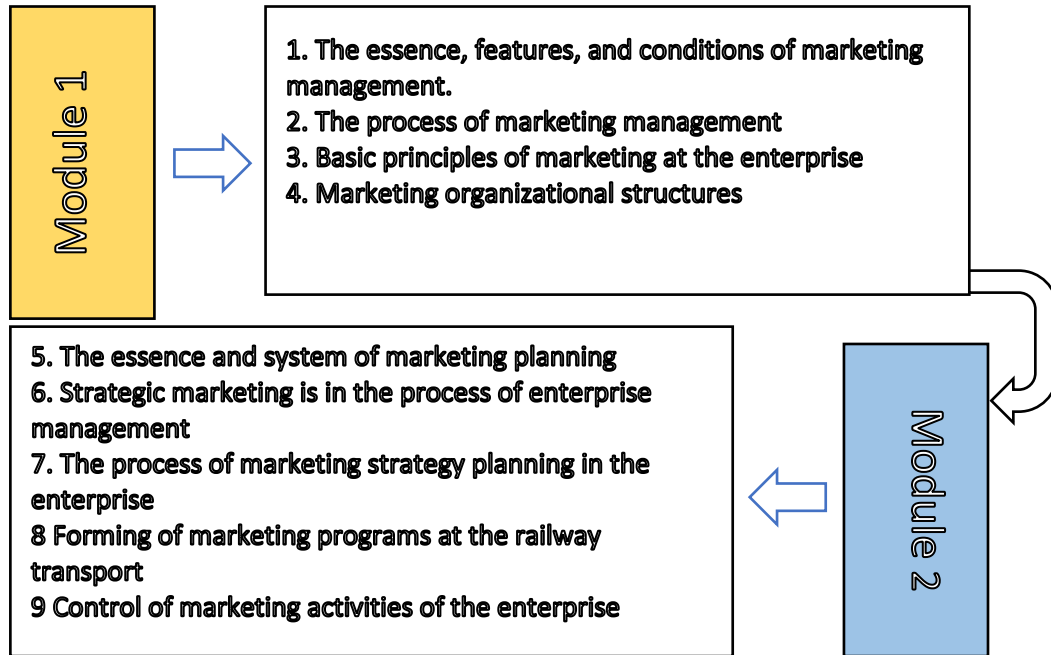 Module 1
1. The essence, features, and conditions of marketing
management.
2. The process of marketing management
3. Basic principles of marketing at the enterprise
4. Marketing organizational structures
Module 2
5. The essence and system of marketing planning
6. Strategic marketing is in the process of enterprise
management
7. The process of marketing strategy planning in the
enterprise
8 Forming of marketing programs at the railway
transport
9 Control of marketing activities of the enterprise